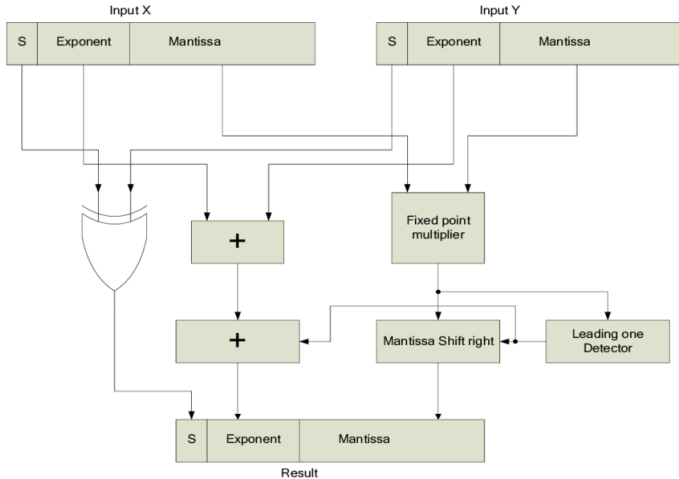 Input X
Input Y
S Exponent Mantissa
S Exponent Mantissa
Fixed point
multiplier
+
+
Mantissa Shift right
Leading one
Detector
S Exponent Mantissa
Result